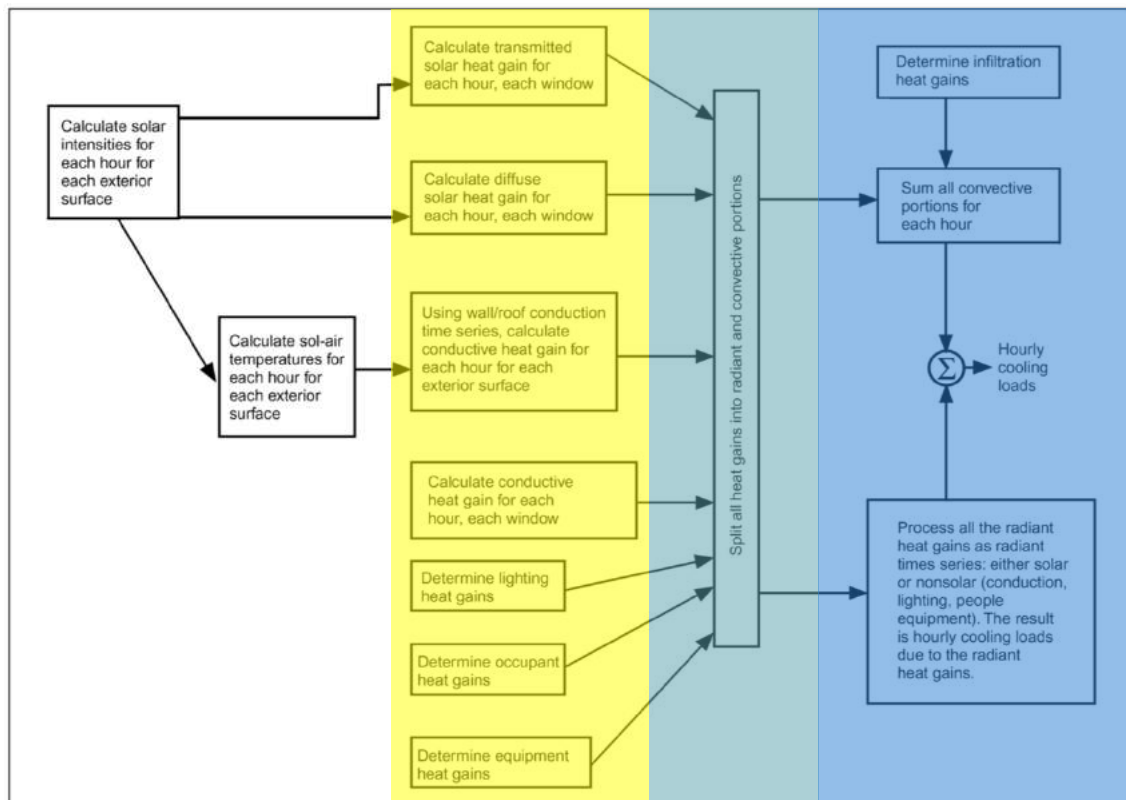 Calculate solar
intensities for
each hour for
each exterior
surface
Calculate sol-air
temperatures for
each hour for
each exterior
surface
Calculate transmitted
solar heat gain for
each hour, each window
Calculate diffuse
solar heat gain for
each hour, each window
Using wall/roof conduction
time series, calculate
conductive heat gain for
each hour for each
exterior surface
Calculate conductive
heat gain for each
hour, each window
Determine lighting
heat gains
Determine occupant
heat gains
Determine equipment
heat gains
Split all heat gains into radiant and convective portions
Determine infiltration
heat gains
Sum all convective
portions for
each hour
Σ
Hourly
cooling
loads
Process all the radiant
heat gains as radiant
times series: either solar
or nonsolar (conduction,
lighting, people
equipment). The result
is hourly cooling loads
due to the radiant
heat gains.